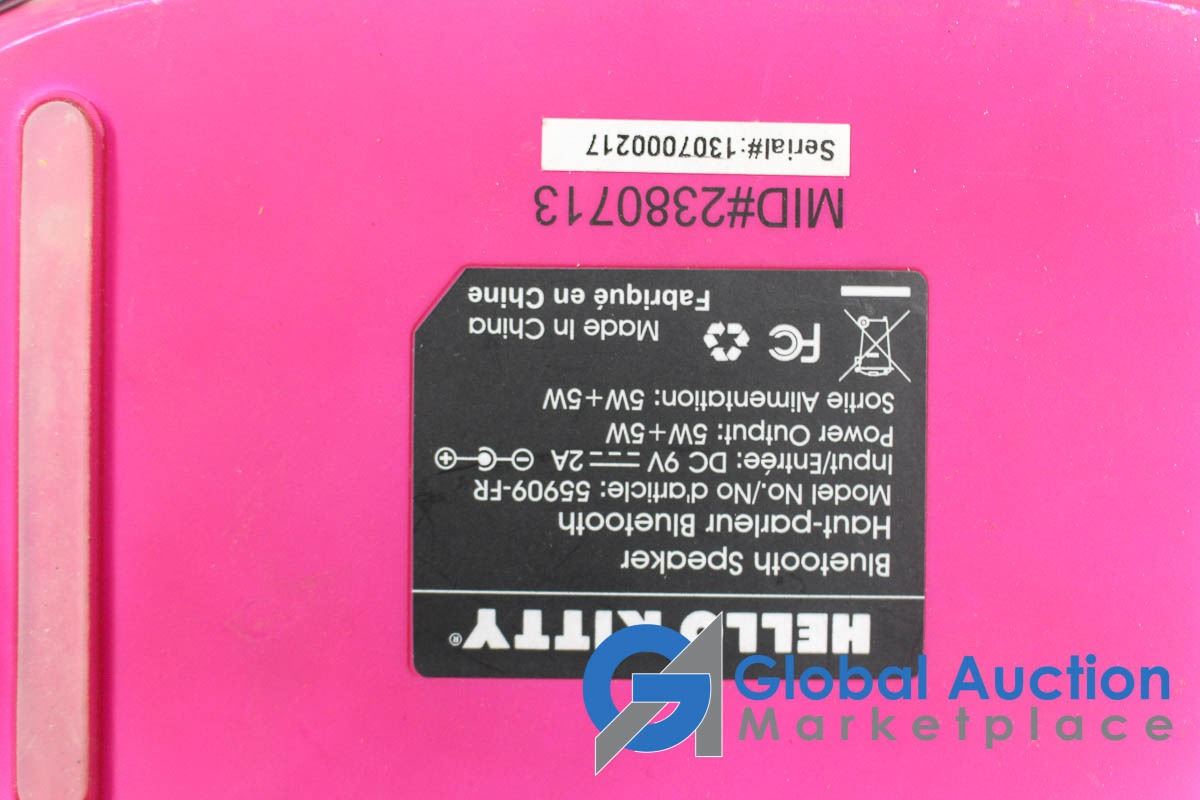 HELLO KITTY®
Bluetooth Speaker
Haut-parleur Bluetooth
Model No./No d'article: 55909-FR
Input/Entrée: DC 9V ⎓ 2A
Power Output: 5W+5W
Sortie Alimentation: 5W+5W
FC
Made In China
Fabriqué en Chine
MID#2380713
Serial#:1307000217
GA Global Auction
Marketplace